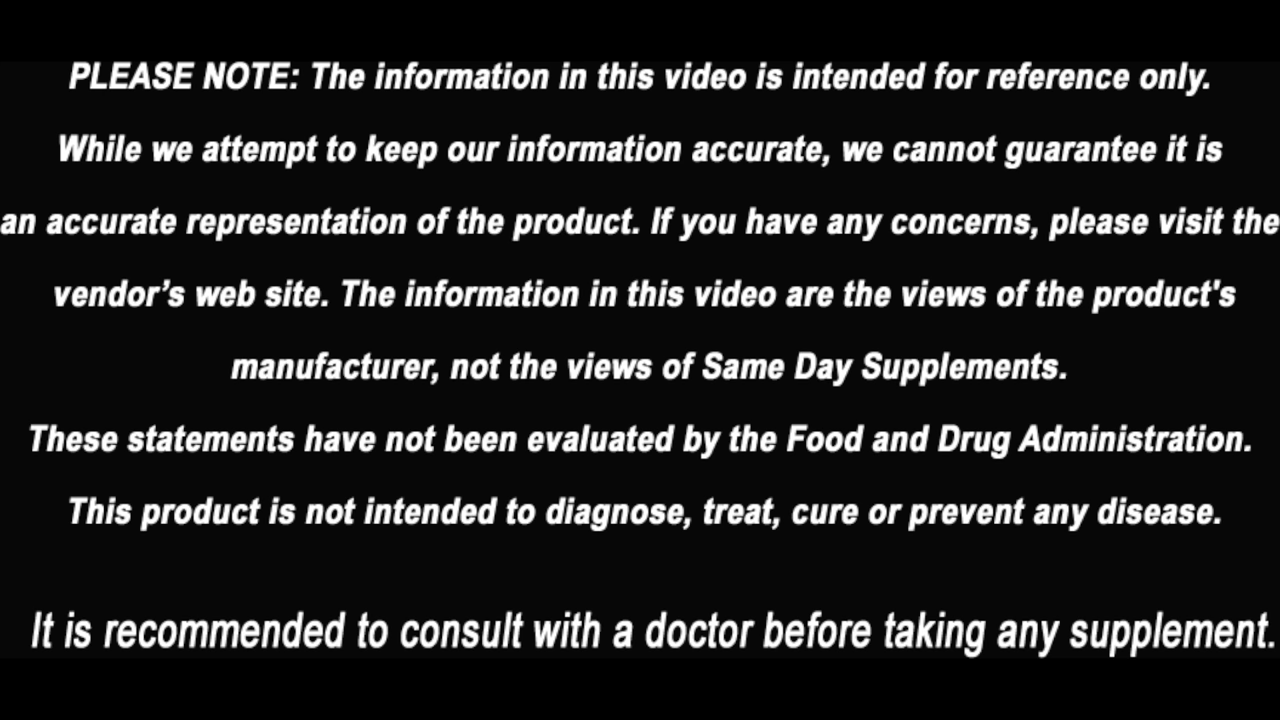 PLEASE NOTE: The information in this video is intended for reference only.
While we attempt to keep our information accurate, we cannot guarantee it is
an accurate representation of the product. If you have any concerns, please visit the
vendor’s web site. The information in this video are the views of the product's
manufacturer, not the views of Same Day Supplements.
These statements have not been evaluated by the Food and Drug Administration.
This product is not intended to diagnose, treat, cure or prevent any disease.
It is recommended to consult with a doctor before taking any supplement.